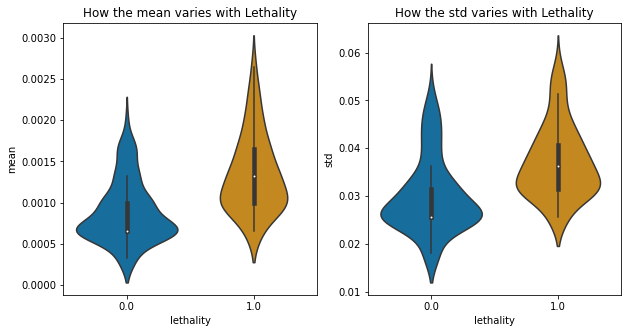 How the mean varies with Lethality
0.0030
0.0025
0.0020
0.0015
0.0010
0.0005
0.0000
mean
0.0
1.0
lethality
How the std varies with Lethality
0.06
0.05
0.04
0.03
0.02
0.01
std
0.0
1.0
lethality